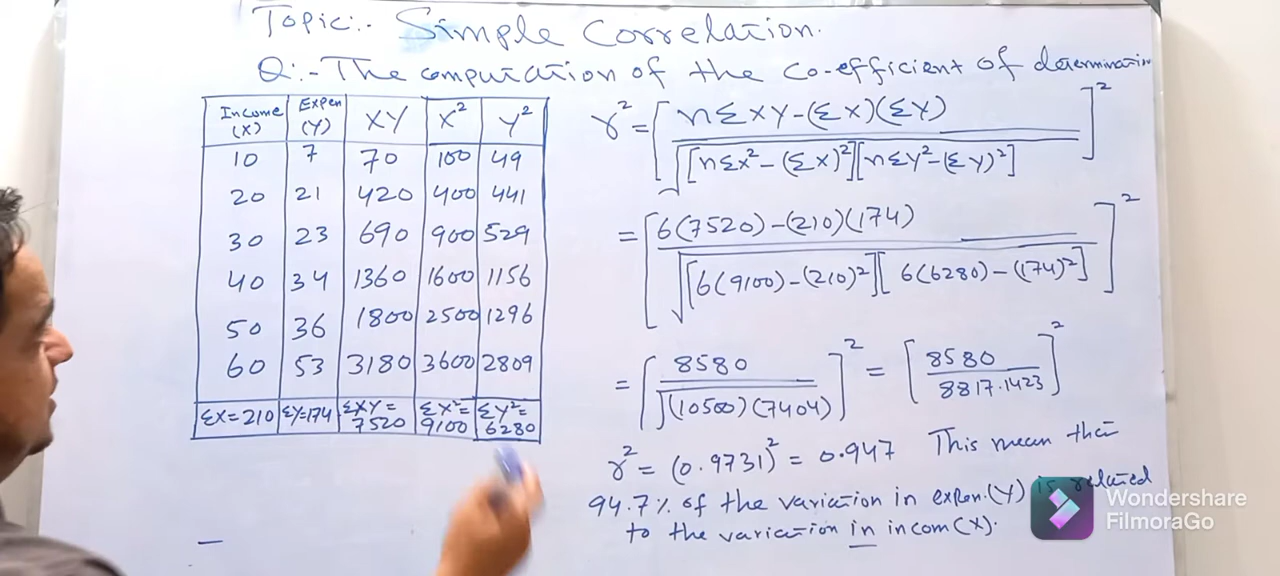 Topic:- Simple Correlation.
Q:- The computation of the Co-efficient of determination
Income (X) Expen (Y) XY X² Y²
10 7 70 100 49
20 21 420 400 441
30 23 690 900 529
40 34 1360 1600 1156
50 36 1800 2500 1296
60 53 3180 3600 2809
ΣX=210 ΣY=174 ΣXY=7520 ΣX²=9100 ΣY²=6280
r² = [nΣXY-(ΣX)(ΣY) / √[nΣx²-(Σx)²][nΣY²-(ΣY)²]]²
= [6(7520)-(210)(174) / √[6(9100)-(210)²][6(6280)-(174)²]]²
= [8580 / √(10500)(7404)]² = [8580 / 8817.1423]²
r² = (0.9731)² = 0.947 This mean that
94.7% of the variation in expen.(Y) is related
to the variation in incom(X).
Wondershare
FilmoraGo